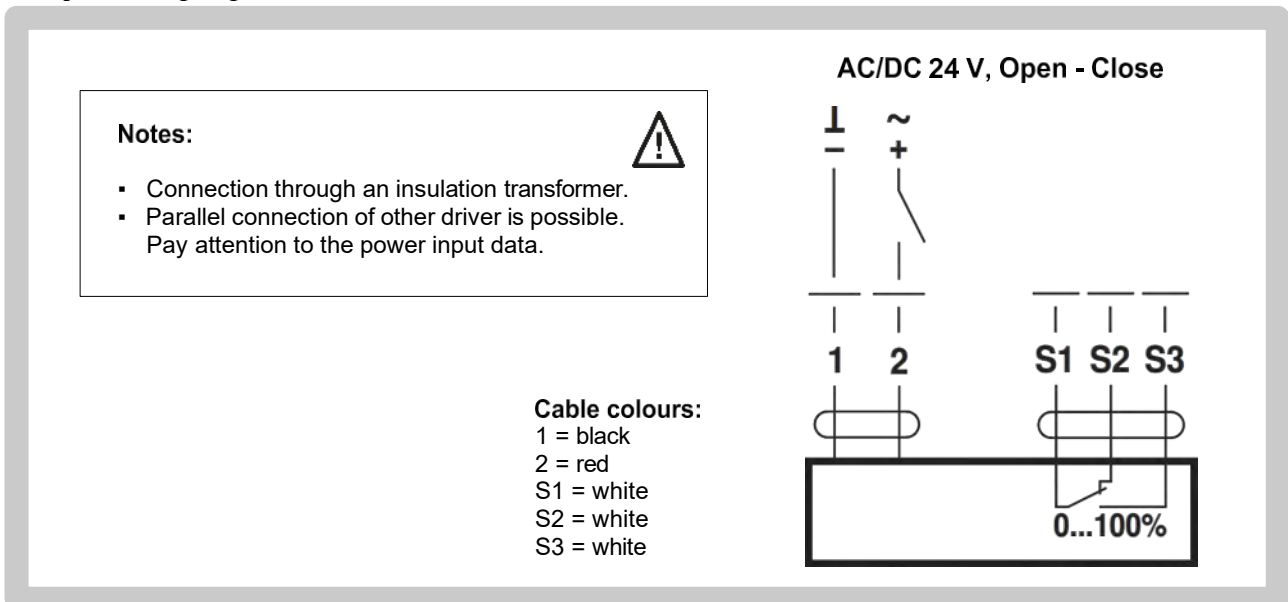 AC/DC 24 V, Open - Close
Notes:
▪ Connection through an insulation transformer.
▪ Parallel connection of other driver is possible.
Pay attention to the power input data.
⊥ ~
− +
1 2 S1 S2 S3
Cable colours:
1 = black
2 = red
S1 = white
S2 = white
S3 = white
0...100%